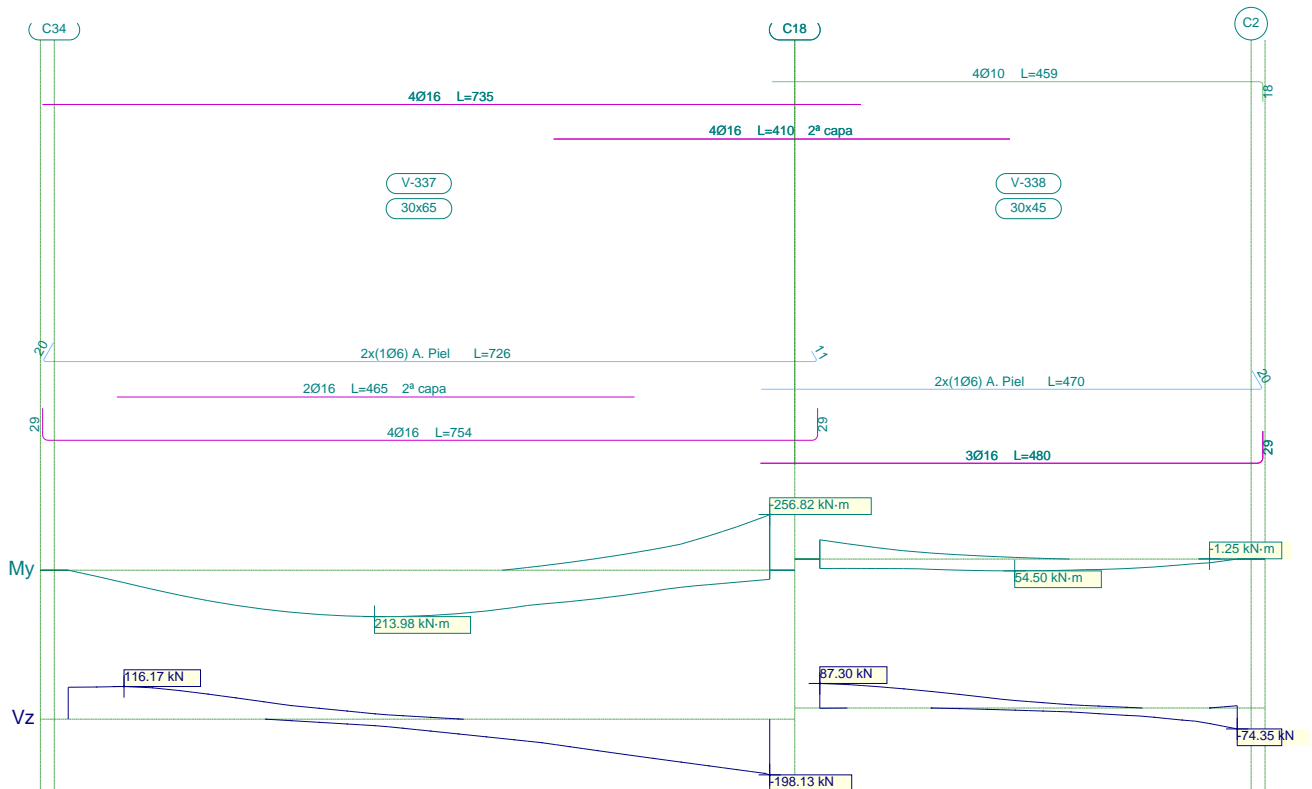 C34
C18
C2
4Ø10 L=459
18
4Ø16 L=735
4Ø16 L=410 2ª capa
V-337
V-338
30x65
30x45
20
2x(1Ø6) A. Piel L=726
11
2Ø16 L=465 2ª capa
2x(1Ø6) A. Piel L=470
20
29
4Ø16 L=754
29
3Ø16 L=480
29
-256.82 kN·m
-1.25 kN·m
My
54.50 kN·m
213.98 kN·m
116.17 kN
87.30 kN
Vz
-74.35 kN
-198.13 kN